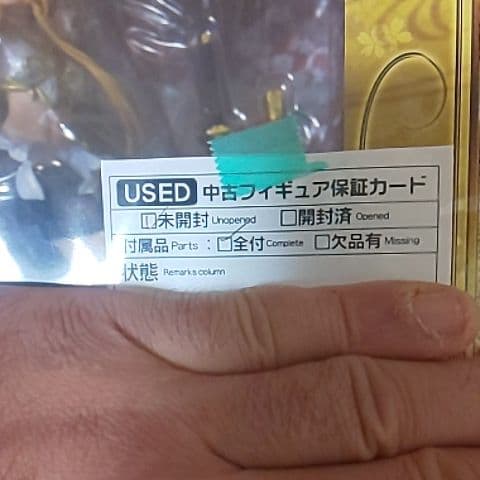 USED 中古フィギュア保証カード
□未開封 Unopened □開封済 Opened
付属品 Parts : □全付 Complete □欠品有 Missing
状態 Remarks column